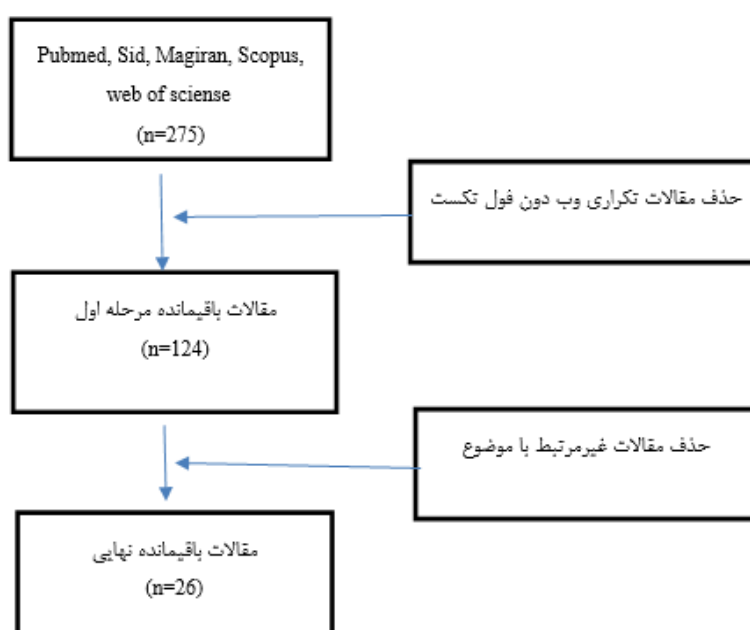 Pubmed, Sid, Magiran, Scopus,
web of sciense
(n=275)
حذف مقالات تکراری وب دون فول تکست
مقالات باقیمانده مرحله اول
(n=124)
حذف مقالات غیرمرتبط با موضوع
مقالات باقیمانده نهایی
(n=26)